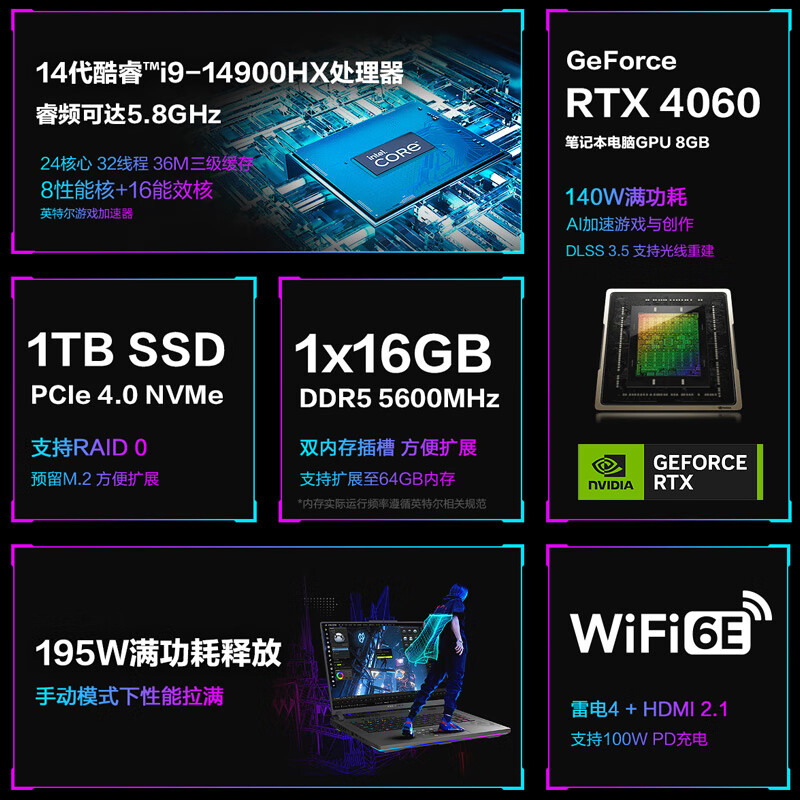 14代酷睿™i9-14900HX处理器
睿频可达5.8GHz
24核心 32线程 36M三级缓存
8性能核+16能效核
英特尔游戏加速器
intel
CORE
GeForce
RTX 4060
笔记本电脑GPU 8GB
140W满功耗
AI加速游戏与创作
DLSS 3.5 支持光线重建
NVIDIA
GEFORCE
RTX
1TB SSD
PCIe 4.0 NVMe
支持RAID 0
预留M.2 方便扩展
1x16GB
DDR5 5600MHz
双内存插槽 方便扩展
支持扩展至64GB内存
*内存实际运行频率遵循英特尔相关规范
195W满功耗释放
手动模式下性能拉满
WiFi 6E
雷电4 + HDMI 2.1
支持100W PD充电